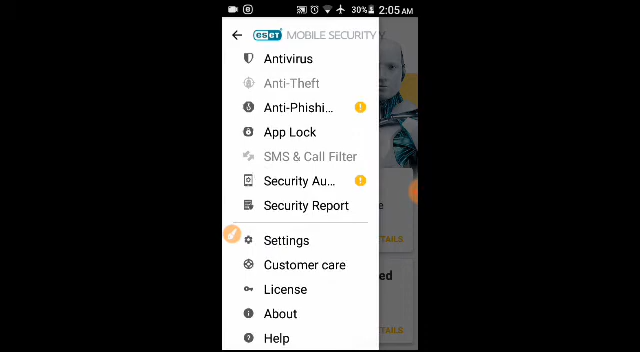 30% 2:05 AM
eset MOBILE SECURITY
Antivirus
Anti-Theft
Anti-Phishi...
App Lock
SMS & Call Filter
Security Au...
Security Report
Settings
Customer care
License
About
Help